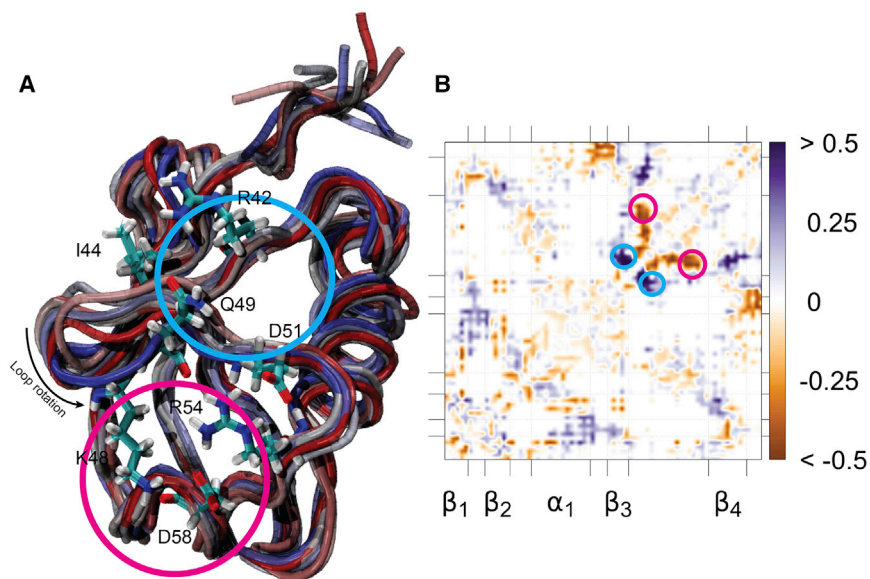 A
R42
I44
Q49
D51
Loop rotation
R54
K48
D58
B
> 0.5
0.25
0
-0.25
< -0.5
β1 β2 α1 β3 β4